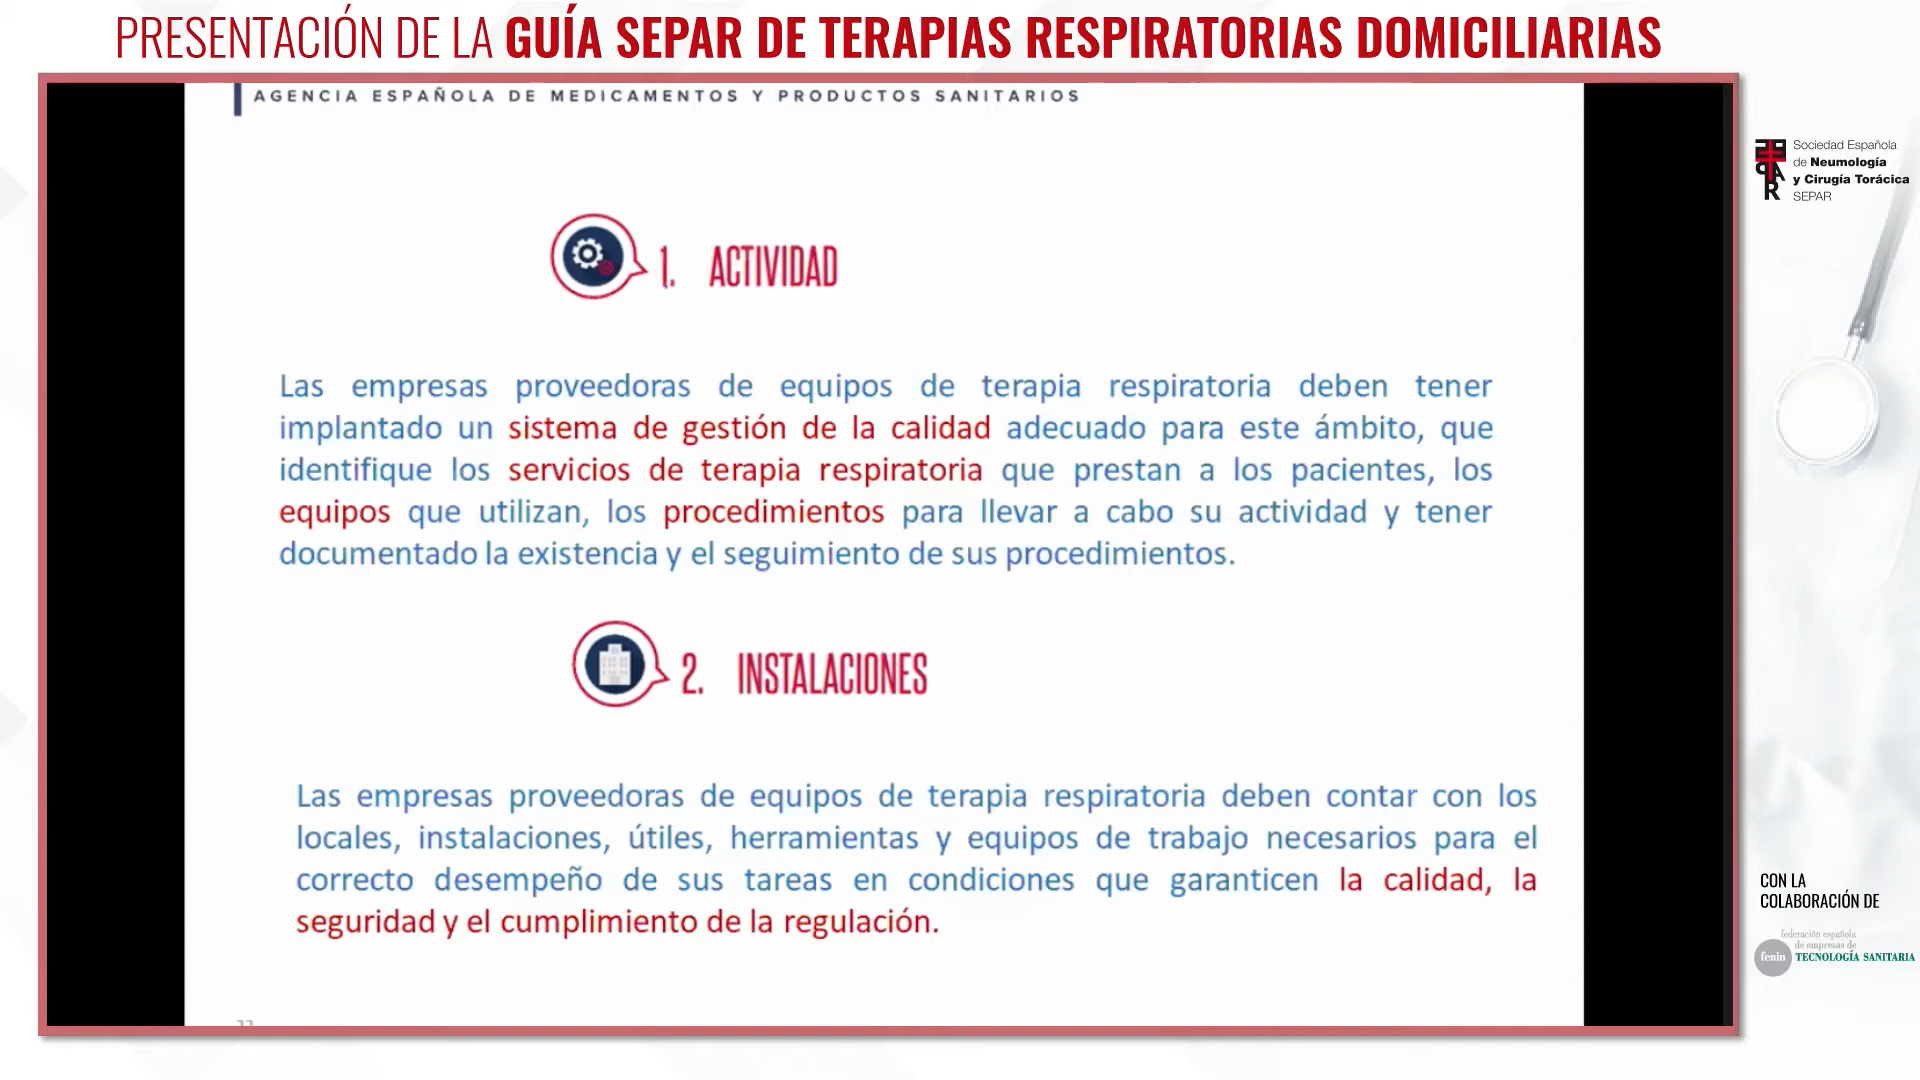 PRESENTACIÓN DE LA GUÍA SEPAR DE TERAPIAS RESPIRATORIAS DOMICILIARIAS
AGENCIA ESPAÑOLA DE MEDICAMENTOS Y PRODUCTOS SANITARIOS
1. ACTIVIDAD
Las empresas proveedoras de equipos de terapia respiratoria deben tener
implantado un sistema de gestión de la calidad adecuado para este ámbito, que
identifique los servicios de terapia respiratoria que prestan a los pacientes, los
equipos que utilizan, los procedimientos para llevar a cabo su actividad y tener
documentado la existencia y el seguimiento de sus procedimientos.
2. INSTALACIONES
Las empresas proveedoras de equipos de terapia respiratoria deben contar con los
locales, instalaciones, útiles, herramientas y equipos de trabajo necesarios para el
correcto desempeño de sus tareas en condiciones que garanticen la calidad, la
seguridad y el cumplimiento de la regulación.
SEPAR
Sociedad Española
de Neumología
y Cirugía Torácica
SEPAR
CON LA
COLABORACIÓN DE
federación española
de empresas de
fenin TECNOLOGÍA SANITARIA